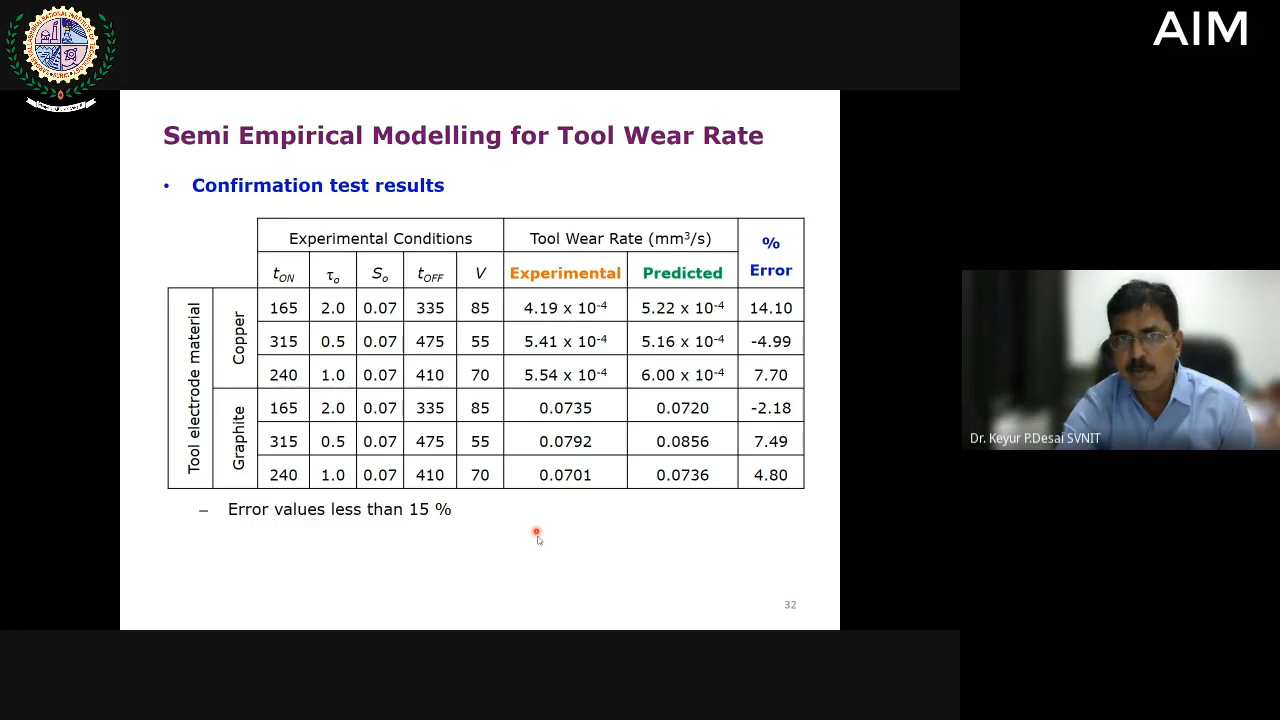 AIM
Semi Empirical Modelling for Tool Wear Rate
• Confirmation test results
Experimental Conditions Tool Wear Rate (mm³/s) % Error
tON τo So tOFF V Experimental Predicted
Tool electrode material
Copper
165 2.0 0.07 335 85 4.19 x 10⁻⁴ 5.22 x 10⁻⁴ 14.10
315 0.5 0.07 475 55 5.41 x 10⁻⁴ 5.16 x 10⁻⁴ -4.99
240 1.0 0.07 410 70 5.54 x 10⁻⁴ 6.00 x 10⁻⁴ 7.70
Graphite
165 2.0 0.07 335 85 0.0735 0.0720 -2.18
315 0.5 0.07 475 55 0.0792 0.0856 7.49
240 1.0 0.07 410 70 0.0701 0.0736 4.80
– Error values less than 15 %
32
Dr. Keyur P.Desai SVNIT